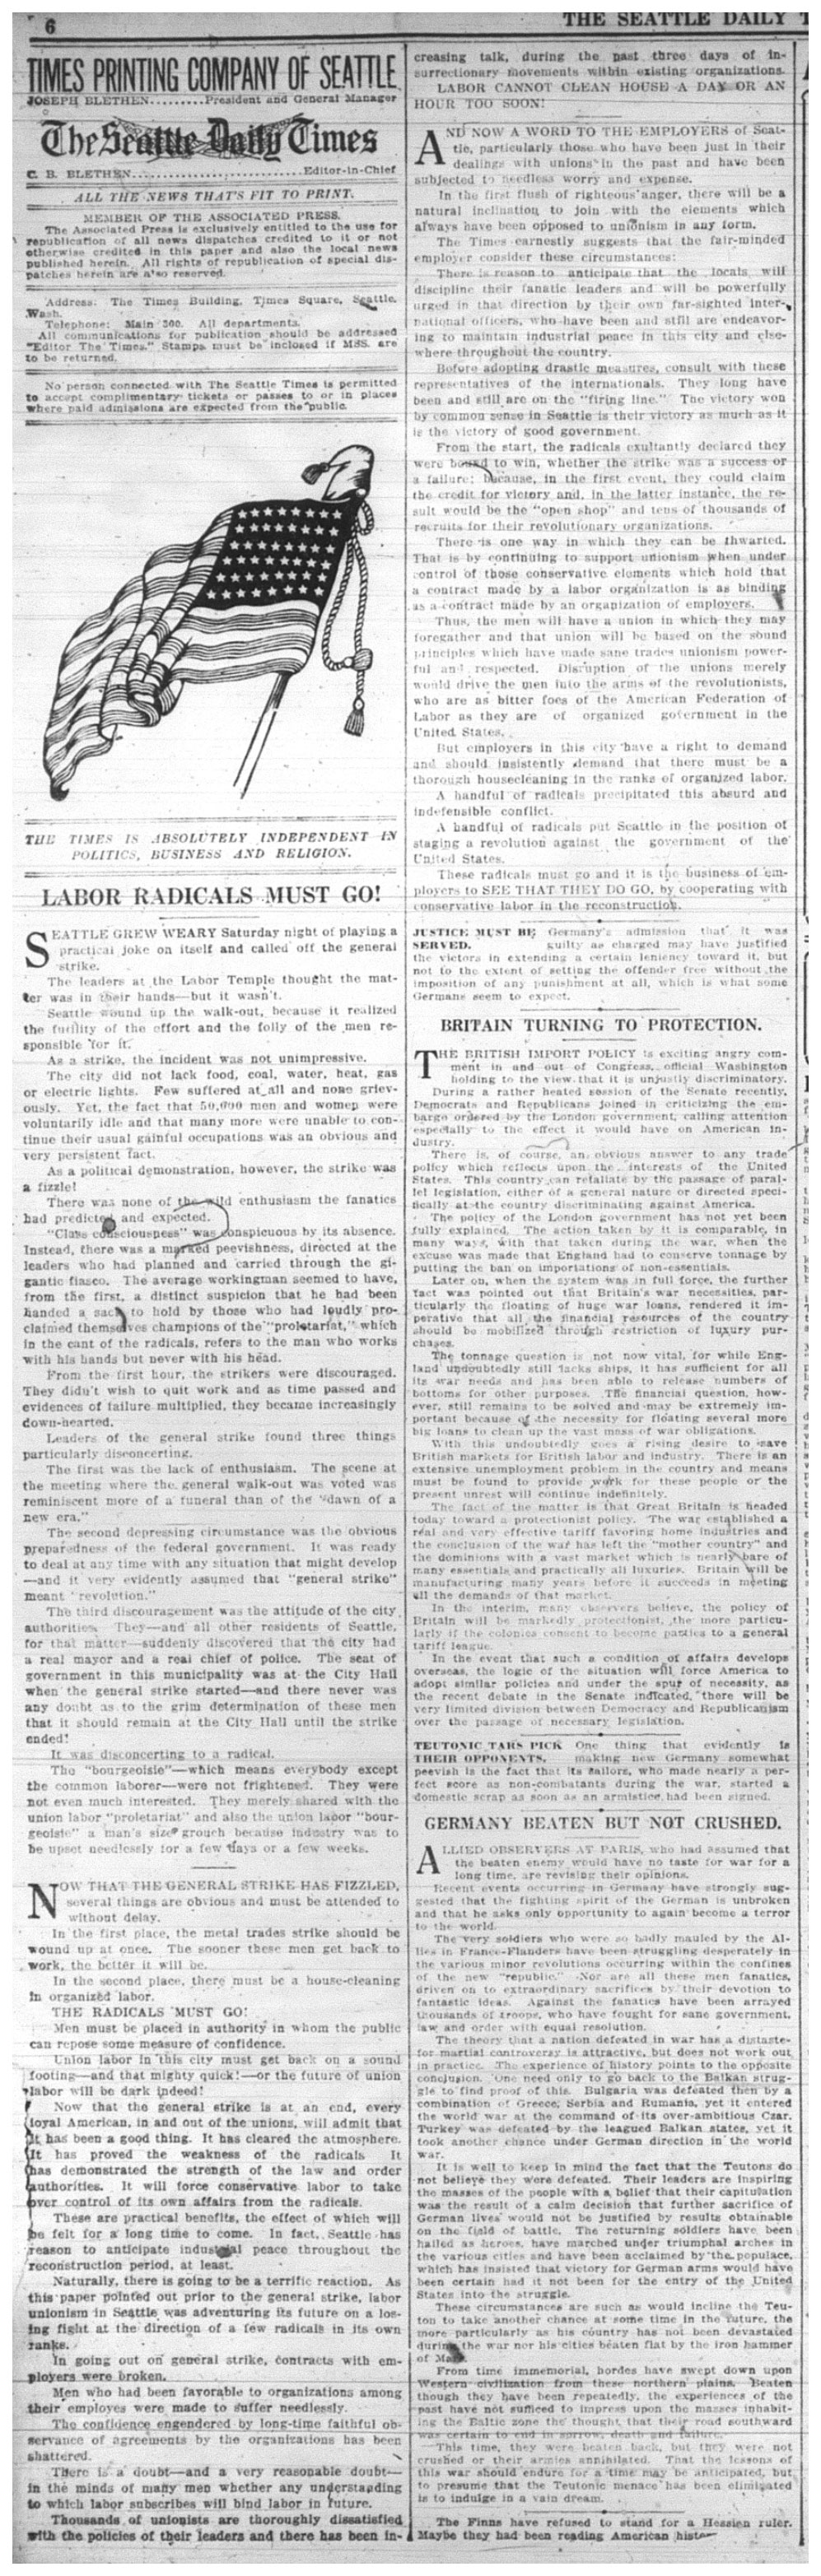 6
THE SEATTLE DAILY T
TIMES PRINTING COMPANY OF SEATTLE
JOSEPH BLETHEN.........President and General Manager
The Seattle Daily Times
C. B. BLETHEN..........................Editor-in-Chief
ALL THE NEWS THAT'S FIT TO PRINT.
MEMBER OF THE ASSOCIATED PRESS.
The Associated Press is exclusively entitled to the use for
republication of all news dispatches credited to it or not
otherwise credited in this paper and also the local news
published herein. All rights of republication of special dis-
patches herein are also reserved.
Address: The Times Building, Times Square, Seattle,
Wash.
Telephone: Main 300. All departments.
All communications for publication should be addressed
"Editor The Times." Stamps must be inclosed if MSS. are
to be returned.
No person connected with The Seattle Times is permitted
to accept complimentary tickets or passes to or in places
where paid admissions are expected from the public.
THE TIMES IS ABSOLUTELY INDEPENDENT IN
POLITICS, BUSINESS AND RELIGION.
LABOR RADICALS MUST GO!
SEATTLE GREW WEARY Saturday night of playing a
practical joke on itself and called off the general
strike.
The leaders at the Labor Temple thought the mat-
ter was in their hands—but it wasn't.
Seattle wound up the walk-out, because it realized
the futility of the effort and the folly of the men re-
sponsible for it.
As a strike, the incident was not unimpressive.
The city did not lack food, coal, water, heat, gas
or electric lights. Few suffered at all and none griev-
ously. Yet, the fact that 50,000 men and women were
voluntarily idle and that many more were unable to con-
tinue their usual gainful occupations was an obvious and
very persistent fact.
As a political demonstration, however, the strike was
a fizzle!
There was none of the wild enthusiasm the fanatics
had predicted and expected.
"Class consciousness" was conspicuous by its absence.
Instead, there was a marked peevishness, directed at the
leaders who had planned and carried through the gi-
gantic fiasco. The average workingman seemed to have,
from the first, a distinct suspicion that he had been
handed a sack to hold by those who had loudly pro-
claimed themselves champions of the "proletariat," which
in the cant of the radicals, refers to the man who works
with his hands but never with his head.
From the first hour, the strikers were discouraged.
They didn't wish to quit work and as time passed and
evidences of failure multiplied, they became increasingly
down-hearted.
Leaders of the general strike found three things
particularly disconcerting.
The first was the lack of enthusiasm. The scene at
the meeting where the general walk-out was voted was
reminiscent more of a funeral than of the "dawn of a
new era."
The second depressing circumstance was the obvious
preparedness of the federal government. It was ready
to deal at any time with any situation that might develop
—and it very evidently assumed that "general strike"
meant "revolution."
The third discouragement was the attitude of the city
authorities. They—and all other residents of Seattle,
for that matter—suddenly discovered that the city had
a real mayor and a real chief of police. The seat of
government in this municipality was at the City Hall
when the general strike started—and there never was
any doubt as to the grim determination of these men
that it should remain at the City Hall until the strike
ended!
It was disconcerting to a radical.
The "bourgeoisie"—which means everybody except
the common laborer—were not frightened. They were
not even much interested. They merely shared with the
union labor "proletariat" and also the union labor "bour-
geoisie" a man's size grouch because industry was to
be upset needlessly for a few days or a few weeks.
NOW THAT THE GENERAL STRIKE HAS FIZZLED,
several things are obvious and must be attended to
without delay.
In the first place, the metal trades strike should be
wound up at once. The sooner these men get back to
work, the better it will be.
In the second place, there must be a house-cleaning
in organized labor.
THE RADICALS MUST GO!
Men must be placed in authority in whom the public
can repose some measure of confidence.
Union labor in this city must get back on a sound
footing—and that mighty quick!—or the future of union
labor will be dark indeed!
Now that the general strike is at an end, every
loyal American, in and out of the unions, will admit that
it has been a good thing. It has cleared the atmosphere.
It has proved the weakness of the radicals. It
has demonstrated the strength of the law and order
authorities. It will force conservative labor to take
over control of its own affairs from the radicals.
These are practical benefits, the effect of which will
be felt for a long time to come. In fact, Seattle has
reason to anticipate industrial peace throughout the
reconstruction period, at least.
Naturally, there is going to be a terrific reaction. As
this paper pointed out prior to the general strike, labor
unionism in Seattle was adventuring its future on a los-
ing fight at the direction of a few radicals in its own
ranks.
In going out on general strike, contracts with em-
ployers were broken.
Men who had been favorable to organizations among
their employes were made to suffer needlessly.
The confidence engendered by long-time faithful ob-
servance of agreements by the organizations has been
shattered.
There is a doubt—and a very reasonable doubt—
in the minds of many men whether any understanding
to which labor subscribes will bind labor in future.
Thousands of unionists are thoroughly dissatisfied
with the policies of their leaders and there has been in-
creasing talk, during the past three days of in-
surrectionary movements within existing organizations.
LABOR CANNOT CLEAN HOUSE A DAY OR AN
HOUR TOO SOON!
AND NOW A WORD TO THE EMPLOYERS of Seat-
tle, particularly those who have been just in their
dealings with unions in the past and have been
subjected to needless worry and expense.
In the first flush of righteous anger, there will be a
natural inclination to join with the elements which
always have been opposed to unionism in any form.
The Times earnestly suggests that the fair-minded
employer consider these circumstances:
There is reason to anticipate that the locals will
discipline their fanatic leaders and will be powerfully
urged in that direction by their own far-sighted inter-
national officers, who have been and still are endeavor-
ing to maintain industrial peace in this city and else-
where throughout the country.
Before adopting drastic measures, consult with these
representatives of the internationals. They long have
been and still are on the "firing line." The victory won
by common sense in Seattle is their victory as much as it
is the victory of good government.
From the start, the radicals exultantly declared they
were bound to win, whether the strike was a success or
a failure; because, in the first event, they could claim
the credit for victory and, in the latter instance, the re-
sult would be the "open shop" and tens of thousands of
recruits for their revolutionary organizations.
There is one way in which they can be thwarted.
That is by continuing to support unionism when under
control of those conservative elements which hold that
a contract made by a labor organization is as binding
as a contract made by an organization of employers.
Thus, the men will have a union in which they may
foregather and that union will be based on the sound
principles which have made sane trades unionism power-
ful and respected. Disruption of the unions merely
would drive the men into the arms of the revolutionists,
who are as bitter foes of the American Federation of
Labor as they are of organized government in the
United States.
But employers in this city have a right to demand
and should insistently demand that there must be a
thorough housecleaning in the ranks of organized labor.
A handful of radicals precipitated this absurd and
indefensible conflict.
A handful of radicals put Seattle in the position of
staging a revolution against the government of the
United States.
These radicals must go and it is the business of em-
ployers to SEE THAT THEY DO GO, by cooperating with
conservative labor in the reconstruction.
JUSTICE MUST BE Germany's admission that it was
SERVED. guilty as charged may have justified
the victors in extending a certain leniency toward it, but
not to the extent of setting the offender free without the
imposition of any punishment at all, which is what some
Germans seem to expect.
BRITAIN TURNING TO PROTECTION.
THE BRITISH IMPORT POLICY is exciting angry com-
ment in and out of Congress, official Washington
holding to the view that it is unjustly discriminatory.
During a rather heated session of the Senate recently,
Democrats and Republicans joined in criticizing the em-
bargo ordered by the London government, calling attention
especially to the effect it would have on American in-
dustry.
There is, of course, an obvious answer to any trade
policy which reflects upon the interests of the United
States. This country can retaliate by the passage of paral-
lel legislation, either of a general nature or directed speci-
fically at the country discriminating against America.
The policy of the London government has not yet been
fully explained. The action taken by it is comparable, in
many ways, with that taken during the war, when the
excuse was made that England had to conserve tonnage by
putting the ban on importations of non-essentials.
Later on, when the system was in full force, the further
fact was pointed out that Britain's war necessities, par-
ticularly the floating of huge war loans, rendered it im-
perative that all the financial resources of the country
should be mobilized through restriction of luxury pur-
chases.
The tonnage question is not now vital, for while Eng-
land undoubtedly still lacks ships, it has sufficient for all
its war needs and has been able to release numbers of
bottoms for other purposes. The financial question, how-
ever, still remains to be solved and may be extremely im-
portant because of the necessity for floating several more
big loans to clean up the vast mass of war obligations.
With this undoubtedly goes a rising desire to save
British markets for British labor and industry. There is an
extensive unemployment problem in the country and means
must be found to provide work for these people or the
present unrest will continue indefinitely.
The fact of the matter is that Great Britain is headed
today toward a protectionist policy. The war established a
real and very effective tariff favoring home industries and
the conclusion of the war has left the "mother country" and
the dominions with a vast market which is nearly bare of
many essentials and practically all luxuries. Britain will be
manufacturing many years before it succeeds in meeting
all the demands of that market.
In the interim, many observers believe, the policy of
Britain will be markedly protectionist, the more particu-
larly if the colonies consent to become parties to a general
tariff league.
In the event that such a condition of affairs develops
overseas, the logic of the situation will force America to
adopt similar policies and under the spur of necessity, as
the recent debate in the Senate indicated, there will be
very limited division between Democracy and Republicanism
over the passage of necessary legislation.
TEUTONIC TARS PICK One thing that evidently is
THEIR OPPONENTS. making new Germany somewhat
peevish is the fact that its sailors, who made nearly a per-
fect score as non-combatants during the war, started a
domestic scrap as soon as an armistice had been signed.
GERMANY BEATEN BUT NOT CRUSHED.
ALLIED OBSERVERS AT PARIS, who had assumed that
the beaten enemy would have no taste for war for a
long time, are revising their opinions.
Recent events occurring in Germany have strongly sug-
gested that the fighting spirit of the German is unbroken
and that he asks only opportunity to again become a terror
to the world.
The very soldiers who were so badly mauled by the Al-
lies in France-Flanders have been struggling desperately in
the various minor revolutions occurring within the confines
of the new "republic." Nor are all these men fanatics,
driven on to extraordinary sacrifices by their devotion to
fantastic ideas. Against the fanatics have been arrayed
thousands of troops, who have fought for sane government,
law and order with equal resolution.
The theory that a nation defeated in war has a distaste
for martial controversy is attractive, but does not work out
in practice. The experience of history points to the opposite
conclusion. One need only to go back to the Balkan strug-
gle to find proof of this. Bulgaria was defeated then by a
combination of Greece, Serbia and Rumania, yet it entered
the world war at the command of its over-ambitious Czar.
Turkey was defeated by the leagued Balkan states, yet it
took another chance under German direction in the world
war.
It is well to keep in mind the fact that the Teutons do
not believe they were defeated. Their leaders are inspiring
the masses of the people with a belief that their capitulation
was the result of a calm decision that further sacrifice of
German lives would not be justified by results obtainable
on the field of battle. The returning soldiers have been
hailed as heroes, have marched under triumphal arches in
the various cities and have been acclaimed by the populace,
which has insisted that victory for German arms would have
been certain had it not been for the entry of the United
States into the struggle.
These circumstances are such as would incline the Teu-
ton to take another chance at some time in the future, the
more particularly as his country has not been devastated
during the war nor his cities beaten flat by the iron hammer
of Mars.
From time immemorial, hordes have swept down upon
Western civilization from these northern plains. Beaten
though they have been repeatedly, the experiences of the
past have not sufficed to impress upon the masses inhabit-
ing the Baltic zone the thought, that their road southward
was certain to end in sorrow, death and failure.
This time, they were beaten back, but they were not
crushed or their armies annihilated. That the lessons of
this war should endure for a time may be anticipated, but
to presume that the Teutonic menace has been eliminated
is to indulge in a vain dream.
The Finns have refused to stand for a Hessian ruler.
Maybe they had been reading American